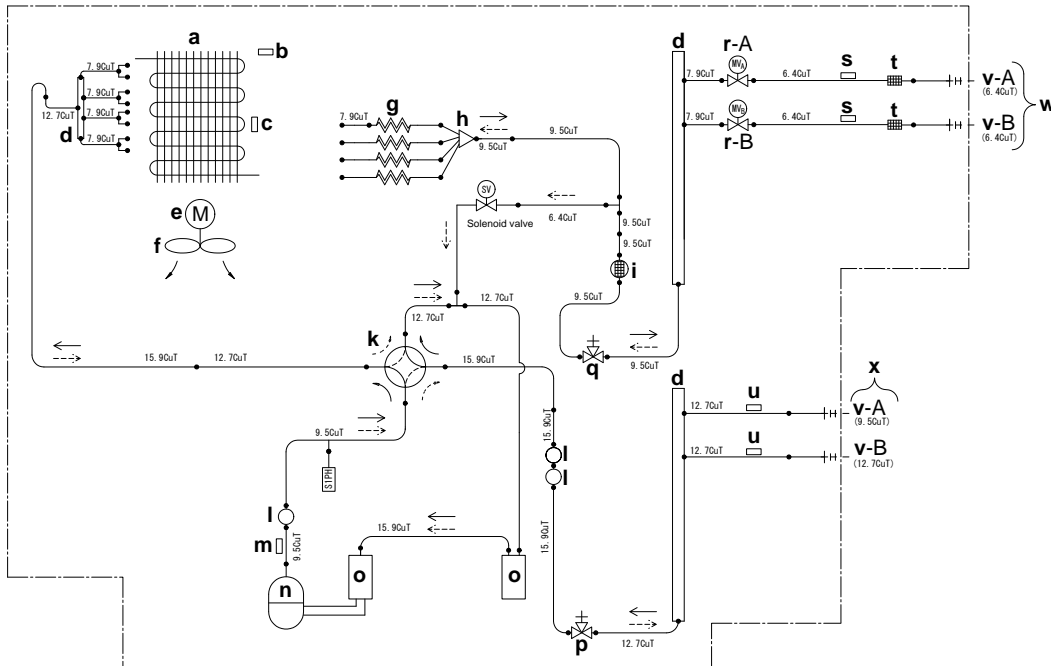 a
b
7.9CuT
7.9CuT
7.9CuT
7.9CuT
12.7CuT
d
c
e M
f
7.9CuT
g
h
9.5CuT
9.5CuT
SV
Solenoid valve
6.4CuT
9.5CuT
9.5CuT
i
9.5CuT
q
9.5CuT
d
r-A
7.9CuT
MVA
6.4CuT
s
t
v-A
(6.4CuT)
w
7.9CuT
MVB
r-B
6.4CuT
s
t
v-B
(6.4CuT)
12.7CuT
12.7CuT
k
15.9CuT
12.7CuT
15.9CuT
9.5CuT
S1PH
l
m
9.5CuT
n
15.9CuT
o
o
15.9CuT
l
l
15.9CuT
p
12.7CuT
d
x
12.7CuT
u
v-A
(9.5CuT)
12.7CuT
u
v-B
(12.7CuT)